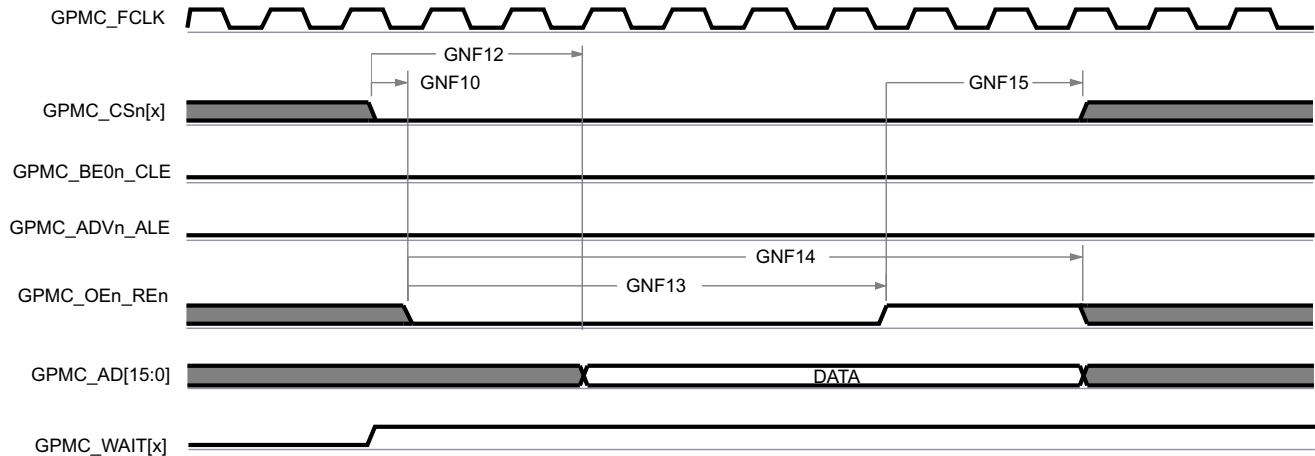 GPMC_FCLK
GNF12
GNF10
GNF15
GPMC_CSn[x]
GPMC_BE0n_CLE
GPMC_ADVn_ALE
GNF14
GNF13
GPMC_OEn_REn
GPMC_AD[15:0]
DATA
GPMC_WAIT[x]